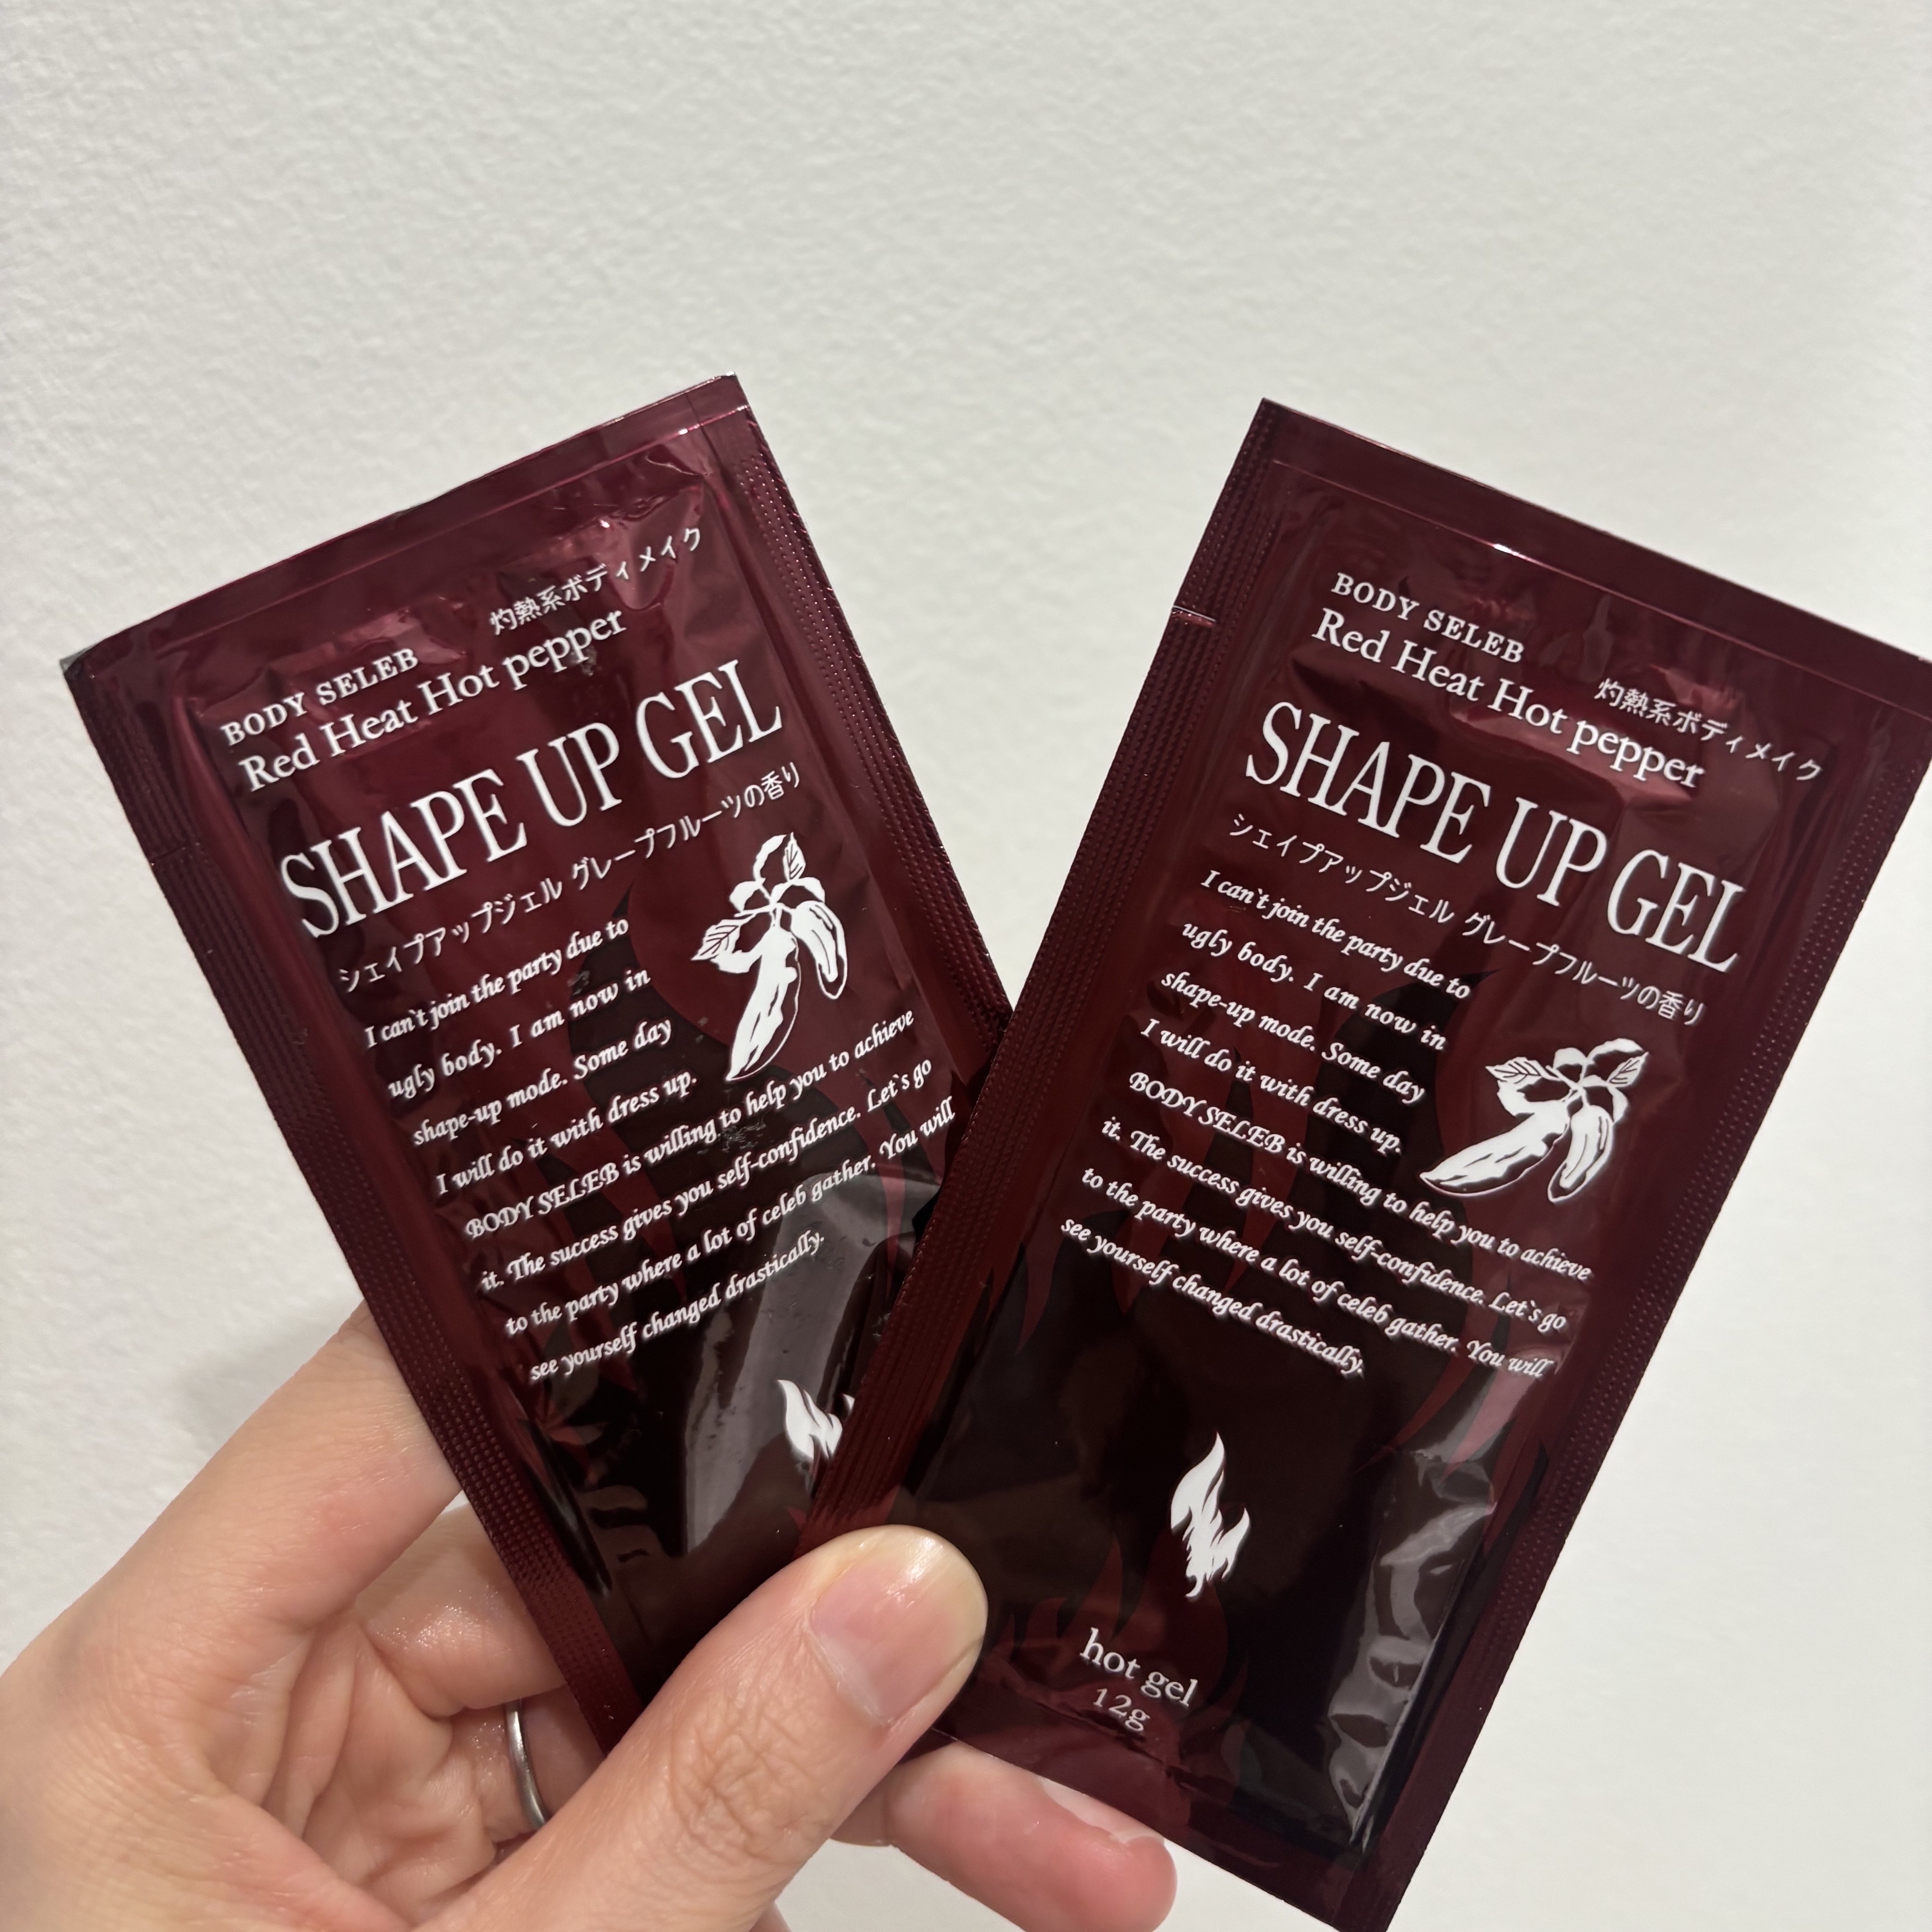 灼熱系ボディメイク
BODY SELEB
Red Heat Hot pepper
SHAPE UP GEL
シェイプアップジェル グレープフルーツの香り
I can`t join the party due to
ugly body. I am now in
shape-up mode. Some day
I will do it with dress up.
BODY SELEB is willing to help you to achieve
it. The success gives you self-confidence. Let`s go
to the party where a lot of celeb gather. You will
see yourself changed drastically.
BODY SELEB
灼熱系ボディメイク
Red Heat Hot pepper
SHAPE UP GEL
シェイプアップジェル グレープフルーツの香り
I can`t join the party due to
ugly body. I am now in
shape-up mode. Some day
I will do it with dress up.
BODY SELEB is willing to help you to achieve
it. The success gives you self-confidence. Let`s go
to the party where a lot of celeb gather. You will
see yourself changed drastically.
hot gel
12g